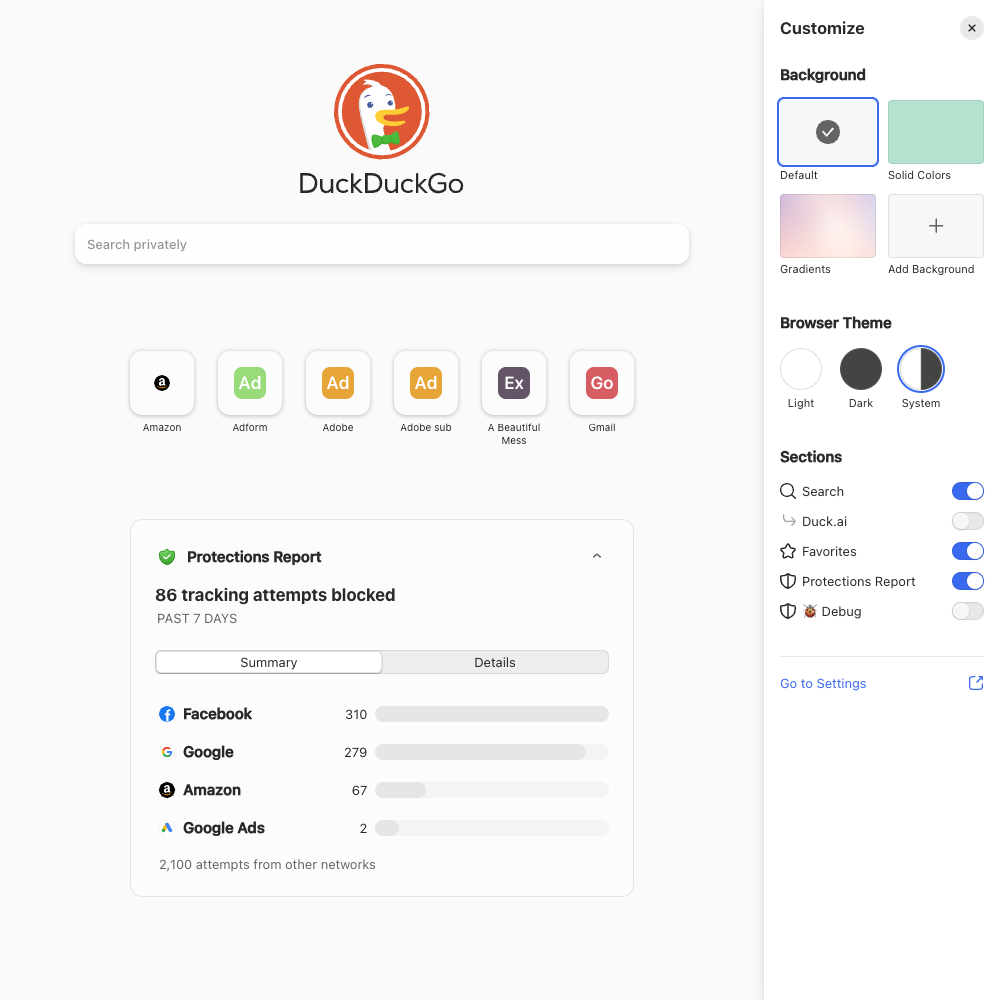 DuckDuckGo
Search privately
a
Ad
Ad
Ad
Ex
Go
Amazon
Adform
Adobe
Adobe sub
A Beautiful
Mess
Gmail
Protections Report
86 tracking attempts blocked
PAST 7 DAYS
Summary
Details
Facebook 310
Google 279
Amazon 67
Google Ads 2
2,100 attempts from other networks
Customize
Background
Default
Solid Colors
Gradients
Add Background
Browser Theme
Light
Dark
System
Sections
Search
Duck.ai
Favorites
Protections Report
Debug
Go to Settings